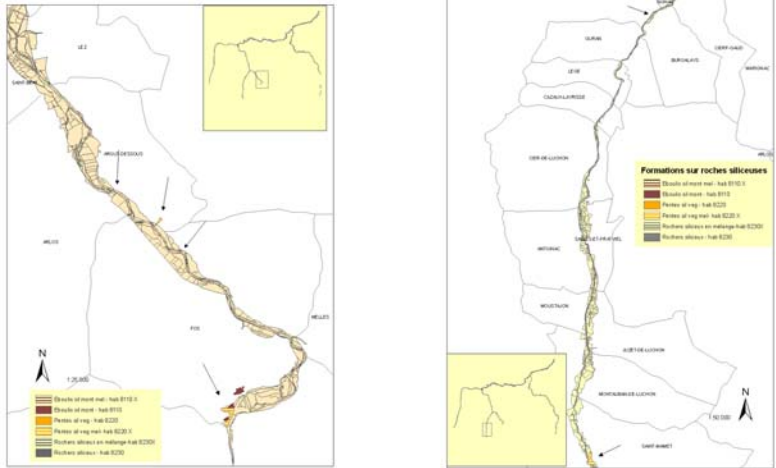 LEZ
SAINT-BEAT
ARGUT-DESSOUS
ARLOS
MELLES
FOS
N
1:25 000
Eboulis sil mont mel - hab 8110 X
Eboulis sil mont - hab 8110
Pentes sil veg - hab 8220
Pentes sil veg mel - hab 8220 X
Rochers siliceux en mélange-hab 8230X
Rochers siliceux - hab 8230
GURAN
CIERP-GAUD
BURGALAYS
LEGE
MARIGNAC
CAZAUX-LAYRISSE
CIER-DE-LUCHON
ARLOS
Formations sur roches siliceuses
Eboulis sil mont mel - hab 8110 X
Eboulis sil mont - hab 8110
Pentes sil veg - hab 8220
Pentes sil veg mel - hab 8220 X
Rochers siliceux en mélange-hab 8230X
Rochers siliceux - hab 8230
ANTIGNAC
MOUSTAJON
JUZET-DE-LUCHON
MONTAUBAN-DE-LUCHON
N
SAINT-MAMET